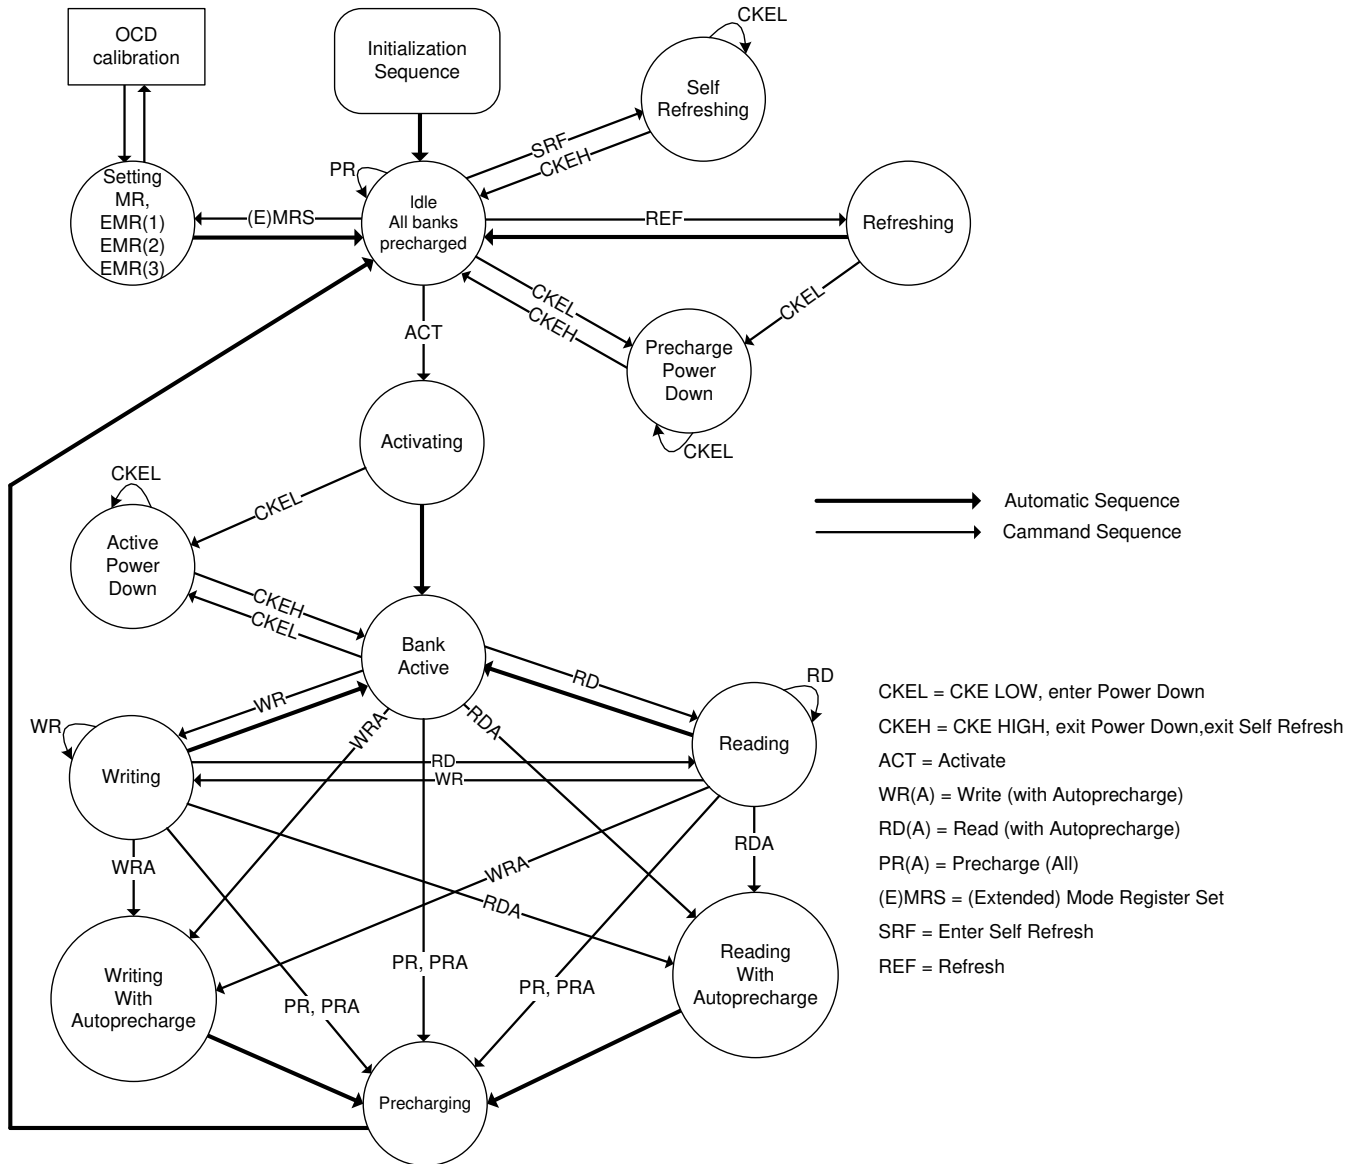 OCD
calibration
Initialization
Sequence
CKEL
Self
Refreshing
SRF
CKEH
PR
Setting
MR,
EMR(1)
EMR(2)
EMR(3)
(E)MRS
Idle
All banks
precharged
REF
Refreshing
CKEL
CKEH
CKEL
ACT
Precharge
Power
Down
CKEL
Activating
CKEL
CKEL
Active
Power
Down
Automatic Sequence
Cammand Sequence
CKEH
CKEL
Bank
Active
RD
RD
WR
WR
WRA
RDA
Writing
RD
WR
Reading
CKEL = CKE LOW, enter Power Down
CKEH = CKE HIGH, exit Power Down,exit Self Refresh
ACT = Activate
WR(A) = Write (with Autoprecharge)
RD(A) = Read (with Autoprecharge)
PR(A) = Precharge (All)
(E)MRS = (Extended) Mode Register Set
SRF = Enter Self Refresh
REF = Refresh
WRA
WRA
RDA
RDA
Writing
With
Autoprecharge
PR, PRA
PR, PRA
PR, PRA
Reading
With
Autoprecharge
Precharging